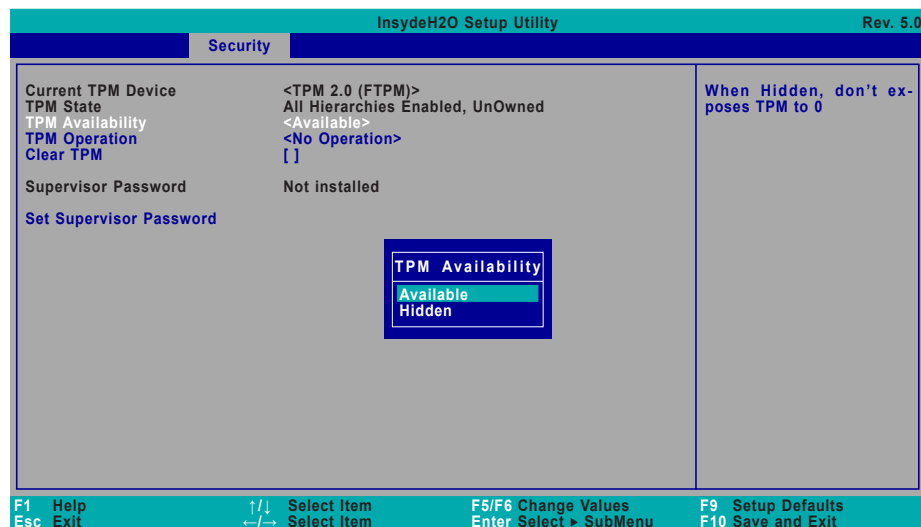 InsydeH2O Setup Utility Rev. 5.0
Security
Current TPM Device <TPM 2.0 (FTPM)>
TPM State All Hierarchies Enabled, UnOwned
TPM Availability <Available>
TPM Operation <No Operation>
Clear TPM [ ]
Supervisor Password Not installed
Set Supervisor Password
When Hidden, don't ex-
poses TPM to 0
TPM Availability
Available
Hidden
F1 Help ↑/↓ Select Item F5/F6 Change Values F9 Setup Defaults
Esc Exit ←/→ Select Item Enter Select ▶ SubMenu F10 Save and Exit